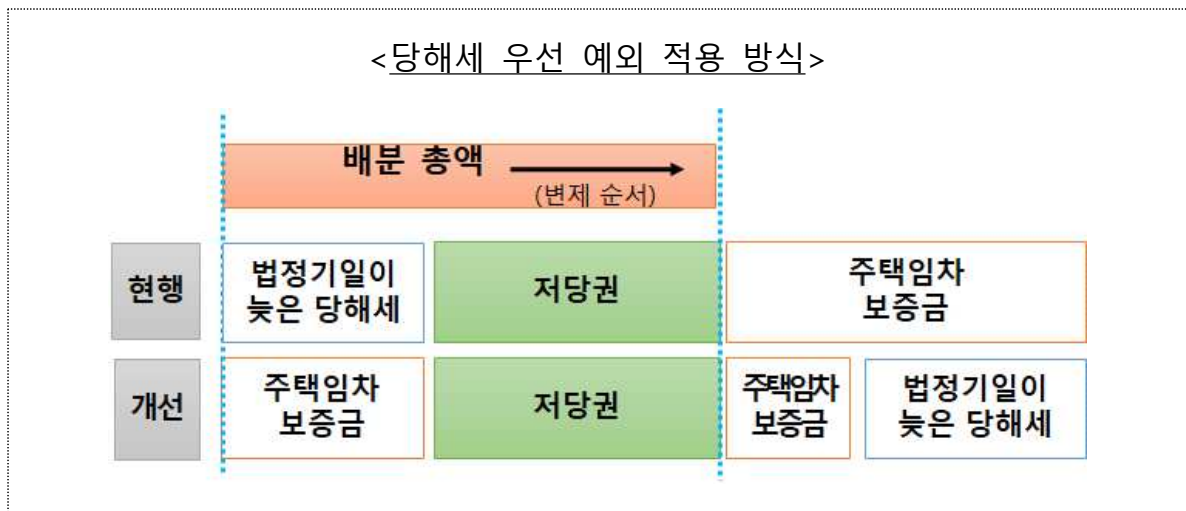 <당해세 우선 예외 적용 방식>
배분 총액
(변제 순서)
현행
법정기일이
늦은 당해세
저당권
주택임차
보증금
개선
주택임차
보증금
저당권
주택임차
보증금
법정기일이
늦은 당해세